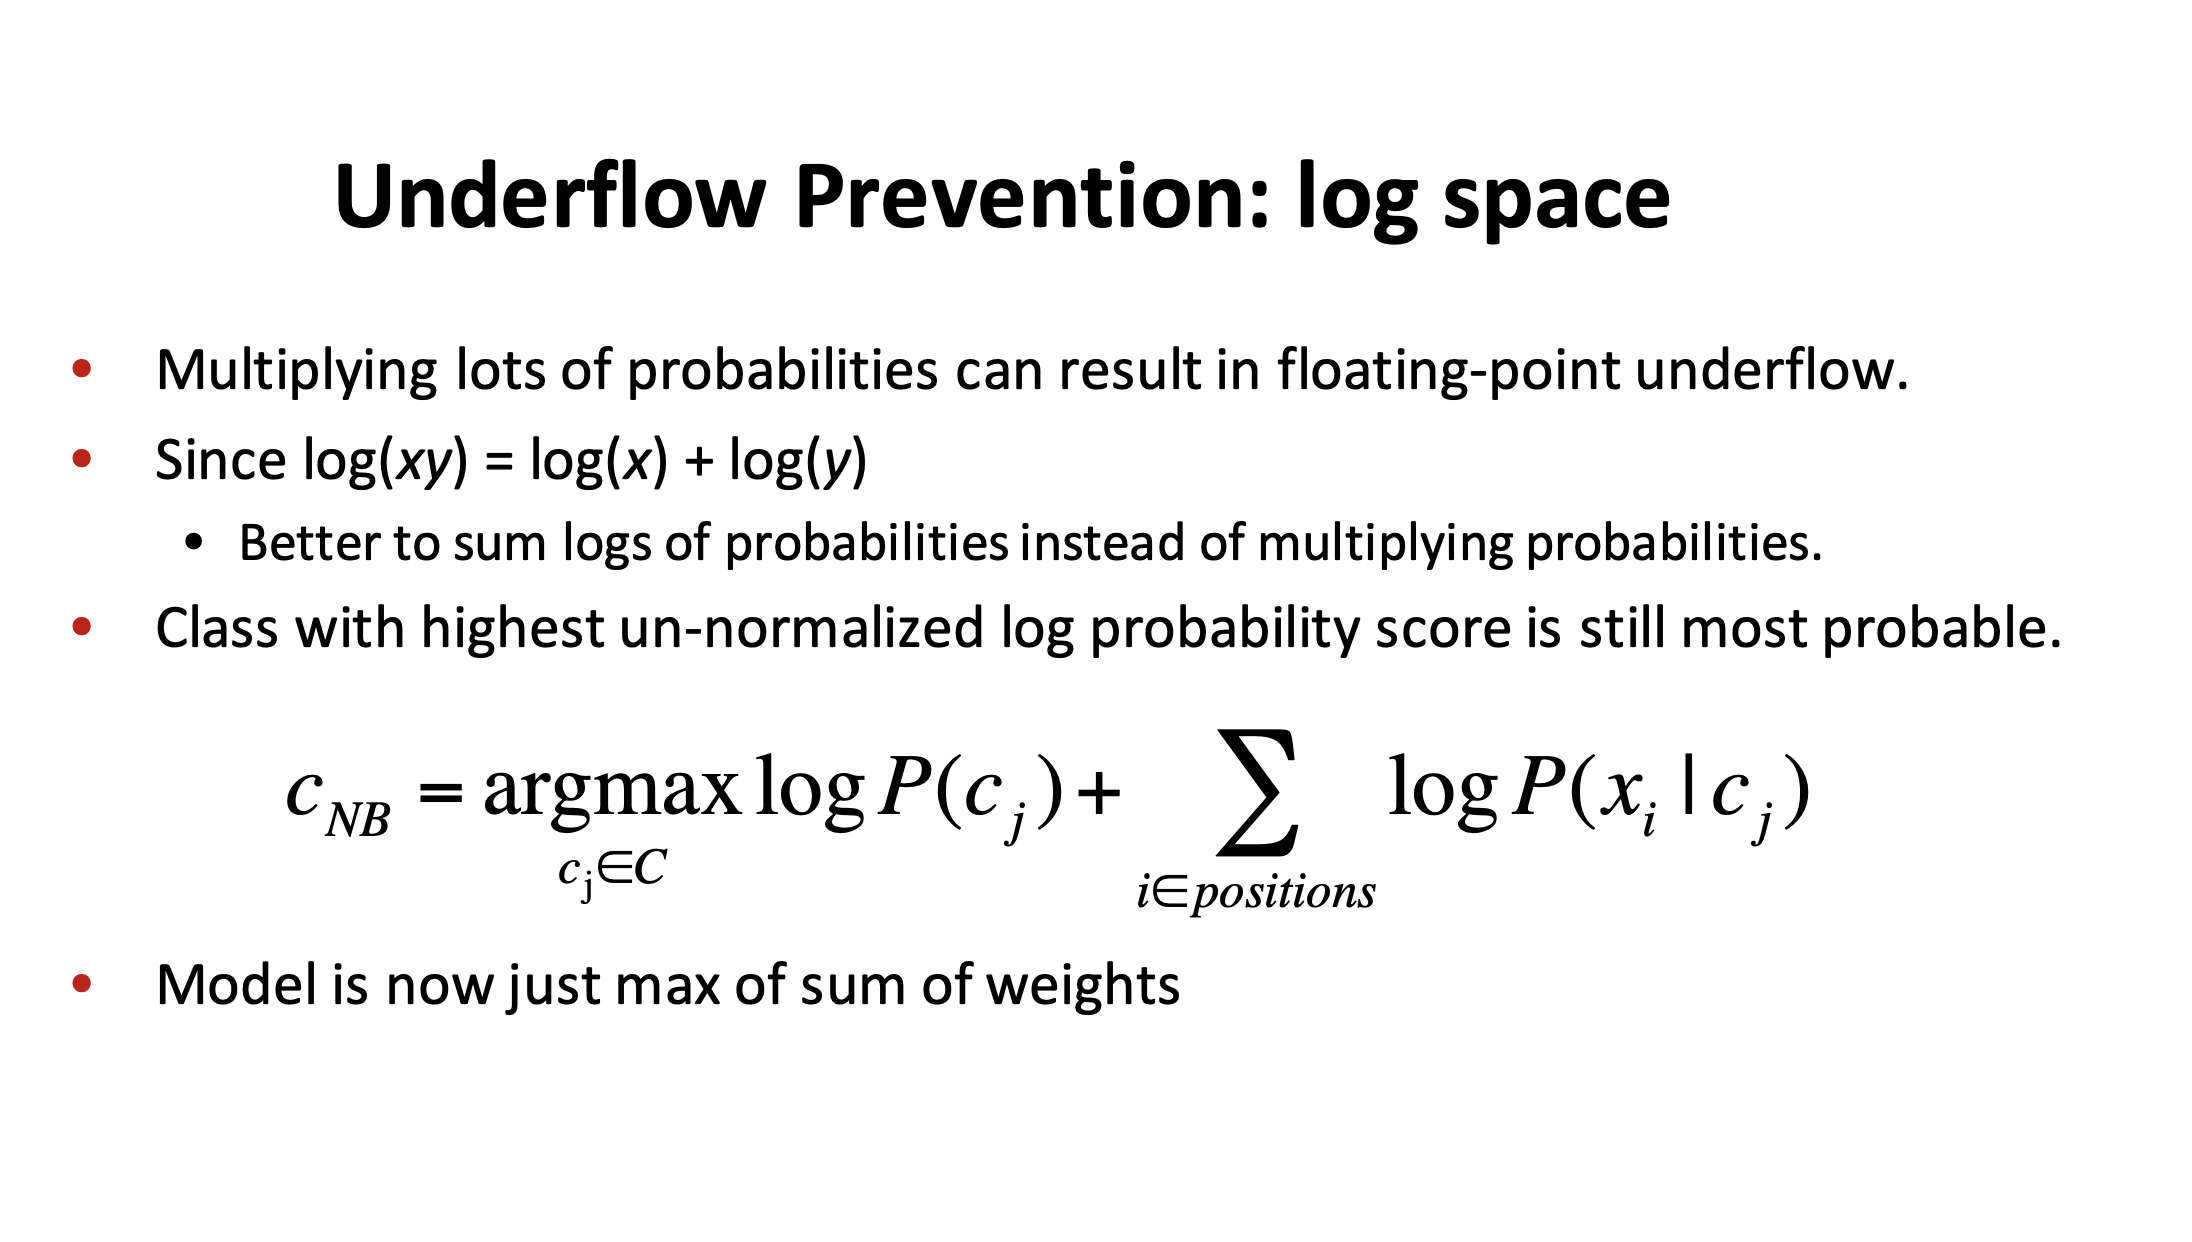 Underflow Prevention: log space
• Multiplying lots of probabilities can result in floating-point underflow.
• Since log(xy) = log(x) + log(y)
• Better to sum logs of probabilities instead of multiplying probabilities.
• Class with highest un-normalized log probability score is still most probable.
c_NB = argmax_{c_j∈C} log P(c_j) + ∑_{i∈positions} log P(x_i | c_j)
• Model is now just max of sum of weights